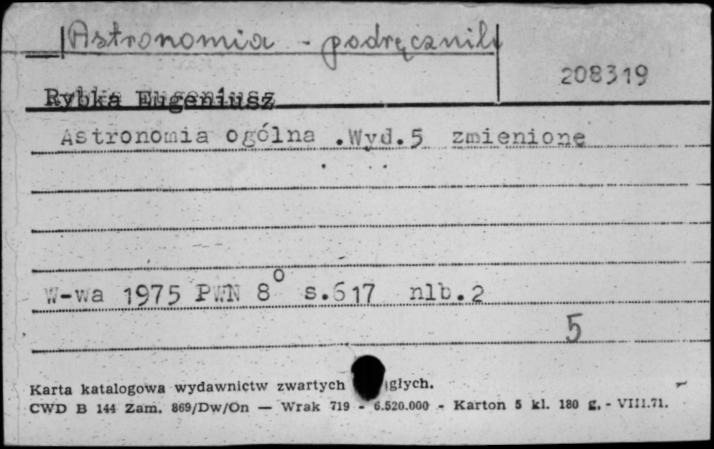 Astronomia - podręcznik
208319
Rybka Eugeniusz
Astronomia ogólna .Wyd.5 zmienione
W-wa 1975 PWN 8° s.617 nlb.2
5
Karta katalogowa wydawnictw zwartych
CWD B 144 Zam. 869/Dw/On — Wrak 719 - 6.520.000 - Karton 5 kl. 180 g. - VIII.71.